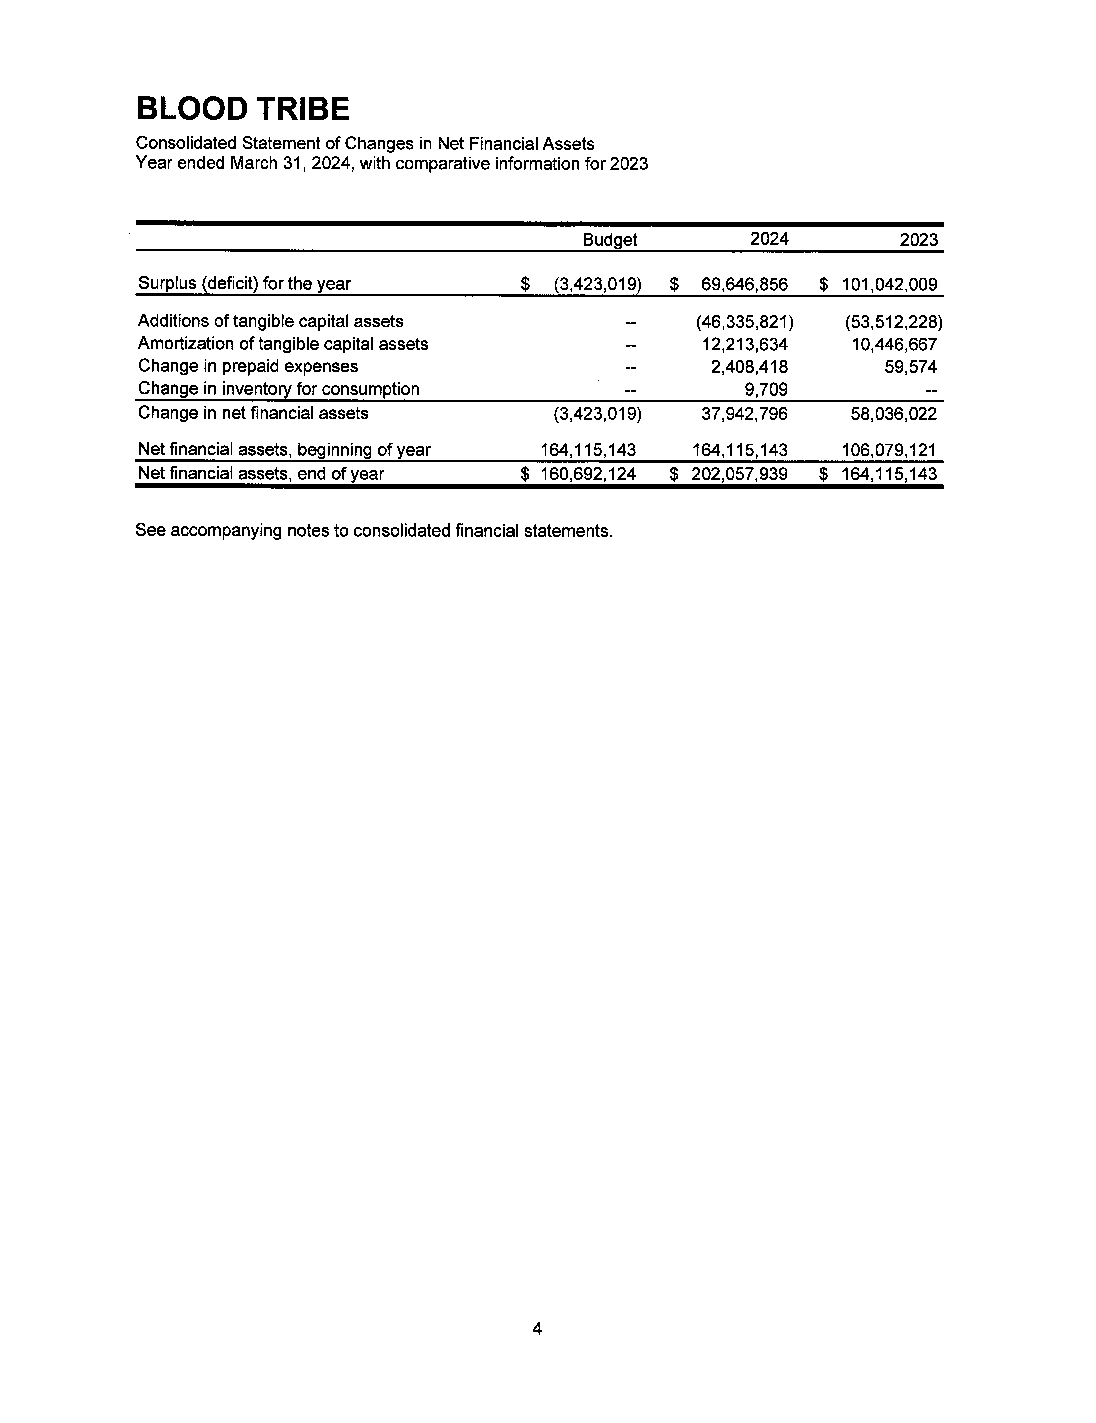 BLOOD TRIBE
Consolidated Statement of Changes in Net Financial Assets
Year ended March 31, 2024, with comparative information for 2023
Budget 2024 2023
Surplus (deficit) for the year $ (3,423,019) $ 69,646,856 $ 101,042,009
Additions of tangible capital assets -- (46,335,821) (53,512,228)
Amortization of tangible capital assets -- 12,213,634 10,446,667
Change in prepaid expenses -- 2,408,418 59,574
Change in inventory for consumption -- 9,709 --
Change in net financial assets (3,423,019) 37,942,796 58,036,022
Net financial assets, beginning of year 164,115,143 164,115,143 106,079,121
Net financial assets, end of year $ 160,692,124 $ 202,057,939 $ 164,115,143
See accompanying notes to consolidated financial statements.
4